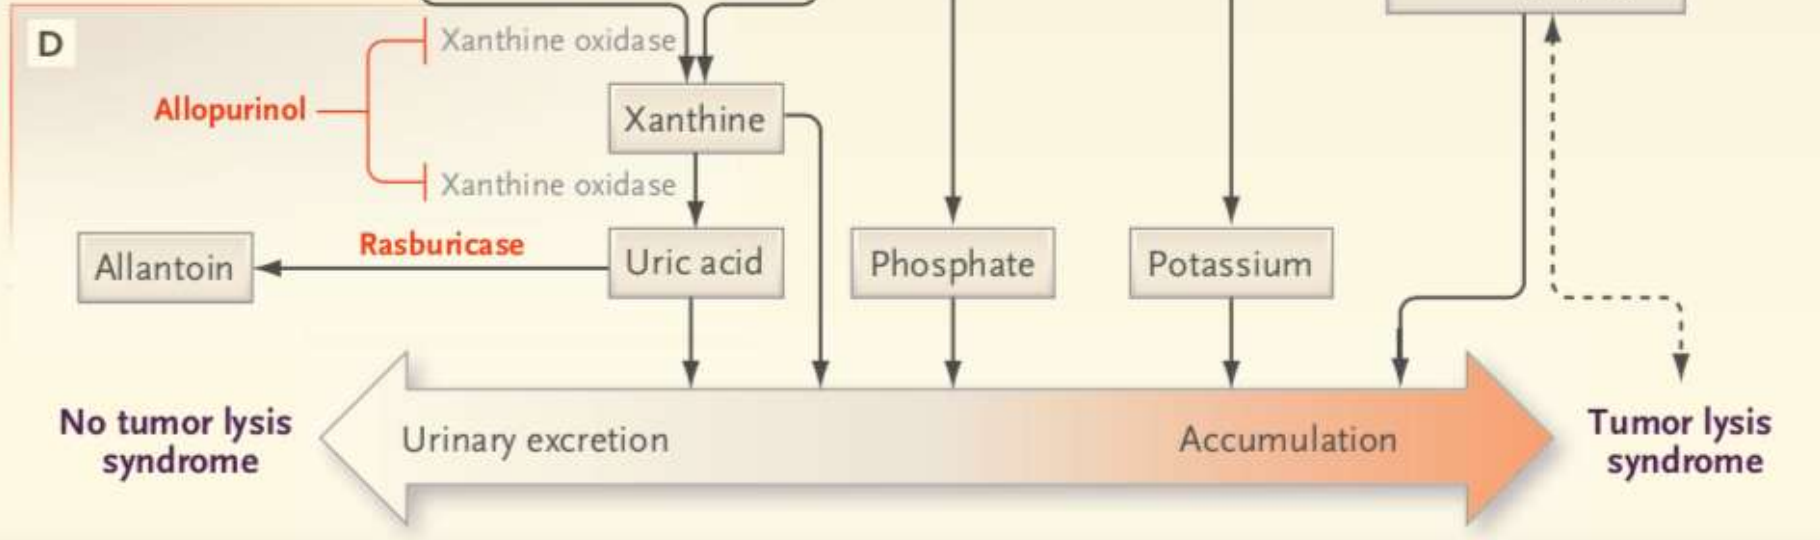 D
Xanthine oxidase
Allopurinol
Xanthine
Xanthine oxidase
Rasburicase
Allantoin
Uric acid
Phosphate
Potassium
No tumor lysis
syndrome
Urinary excretion
Accumulation
Tumor lysis
syndrome